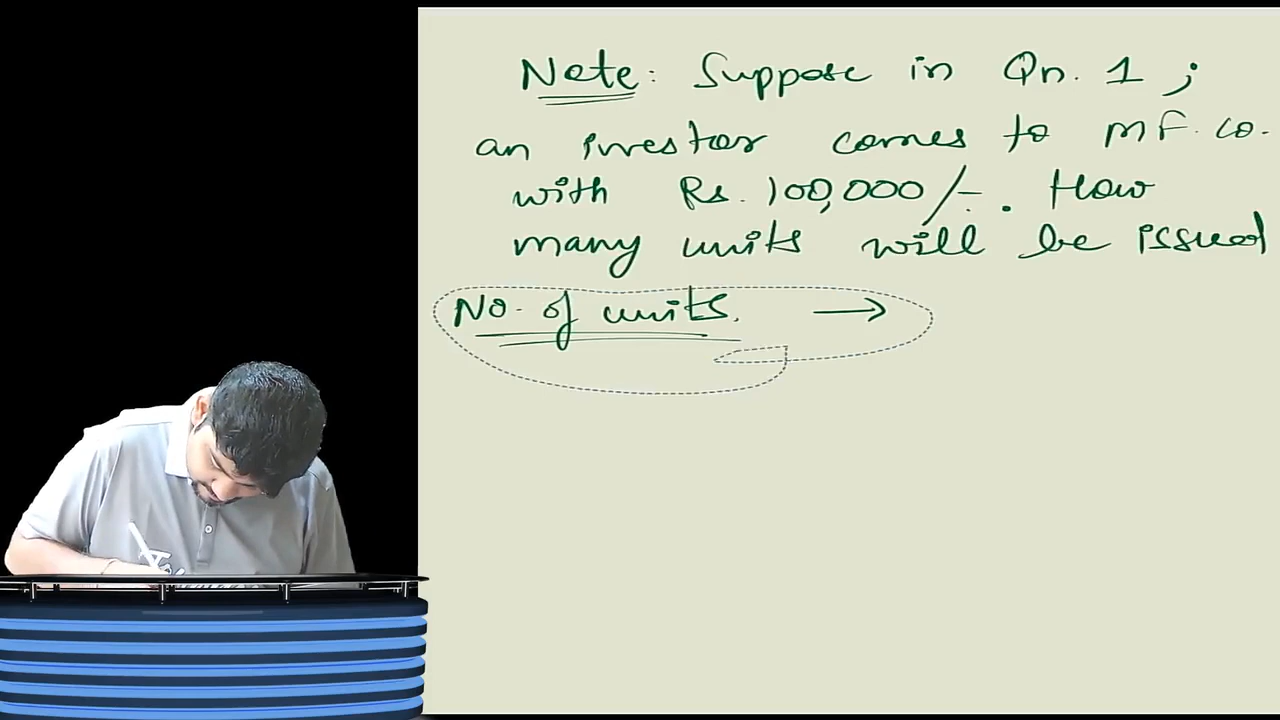 Note: Suppose in Qn. 1 ;
an investor comes to MF. co.
with Rs. 100,000/-. How
many units will be issued
No. of units. →